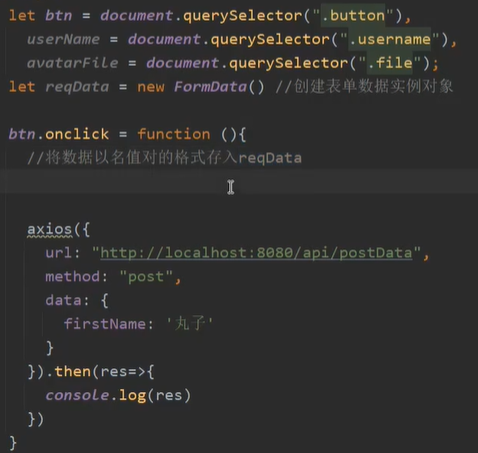 let btn = document.querySelector(".button"),
userName = document.querySelector(".username"),
avatarFile = document.querySelector(".file");
let reqData = new FormData() //创建表单数据实例对象
btn.onclick = function (){
//将数据以名值对的格式存入reqData
axios({
url: "http://localhost:8080/api/postData",
method: "post",
data: {
firstName: '丸子'
}
}).then(res=>{
console.log(res)
})
}